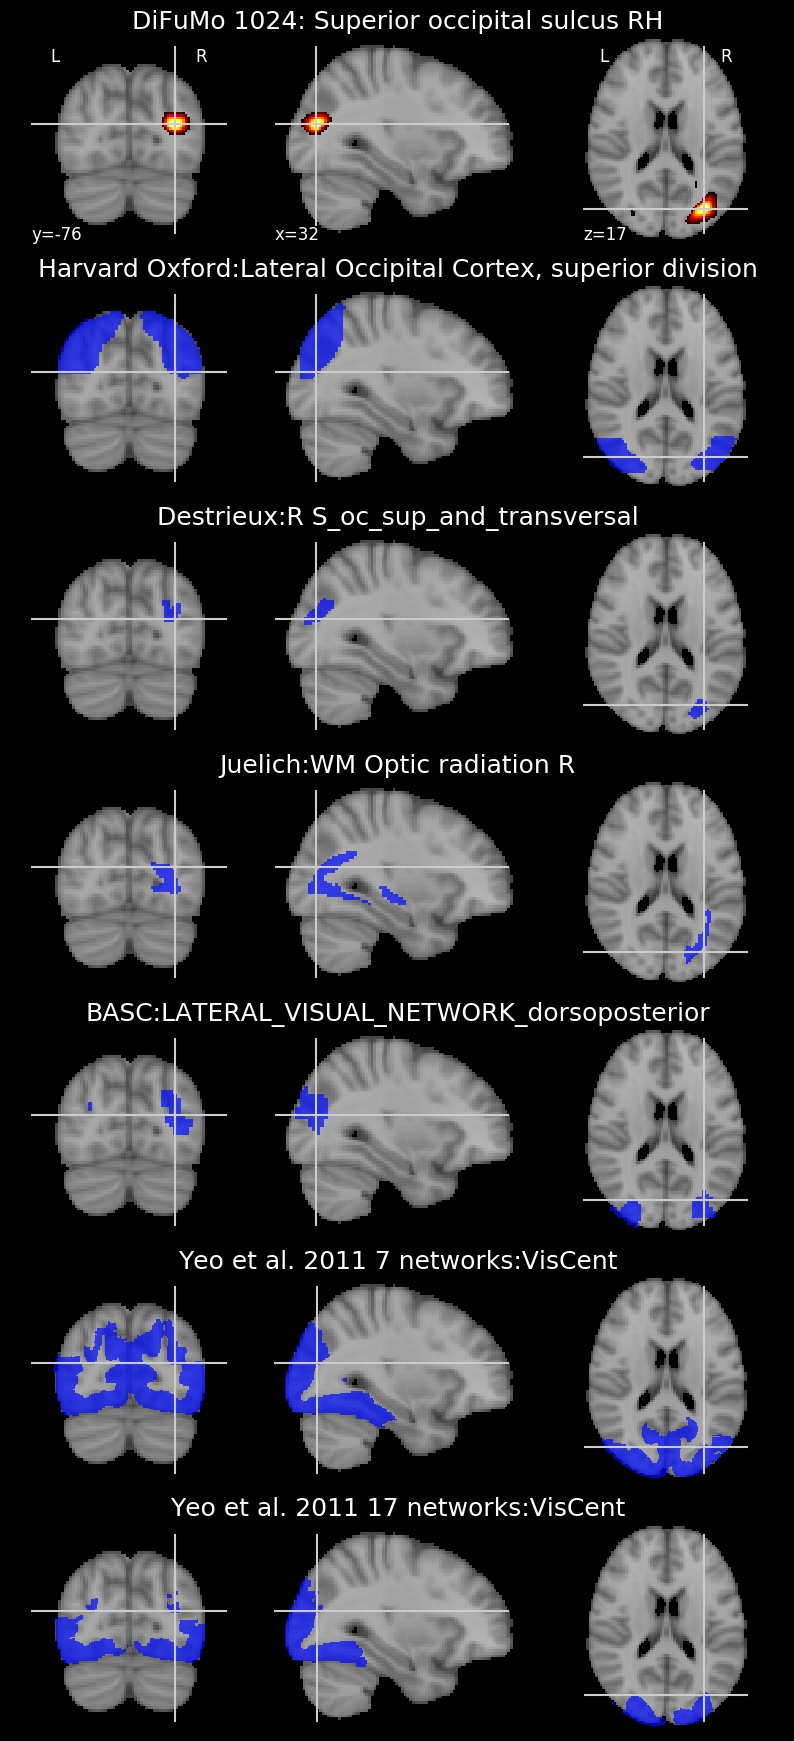 DiFuMo 1024: Superior occipital sulcus RH
L R L R
y=-76 x=32 z=17
Harvard Oxford:Lateral Occipital Cortex, superior division
Destrieux:R S_oc_sup_and_transversal
Juelich:WM Optic radiation R
BASC:LATERAL_VISUAL_NETWORK_dorsoposterior
Yeo et al. 2011 7 networks:VisCent
Yeo et al. 2011 17 networks:VisCent